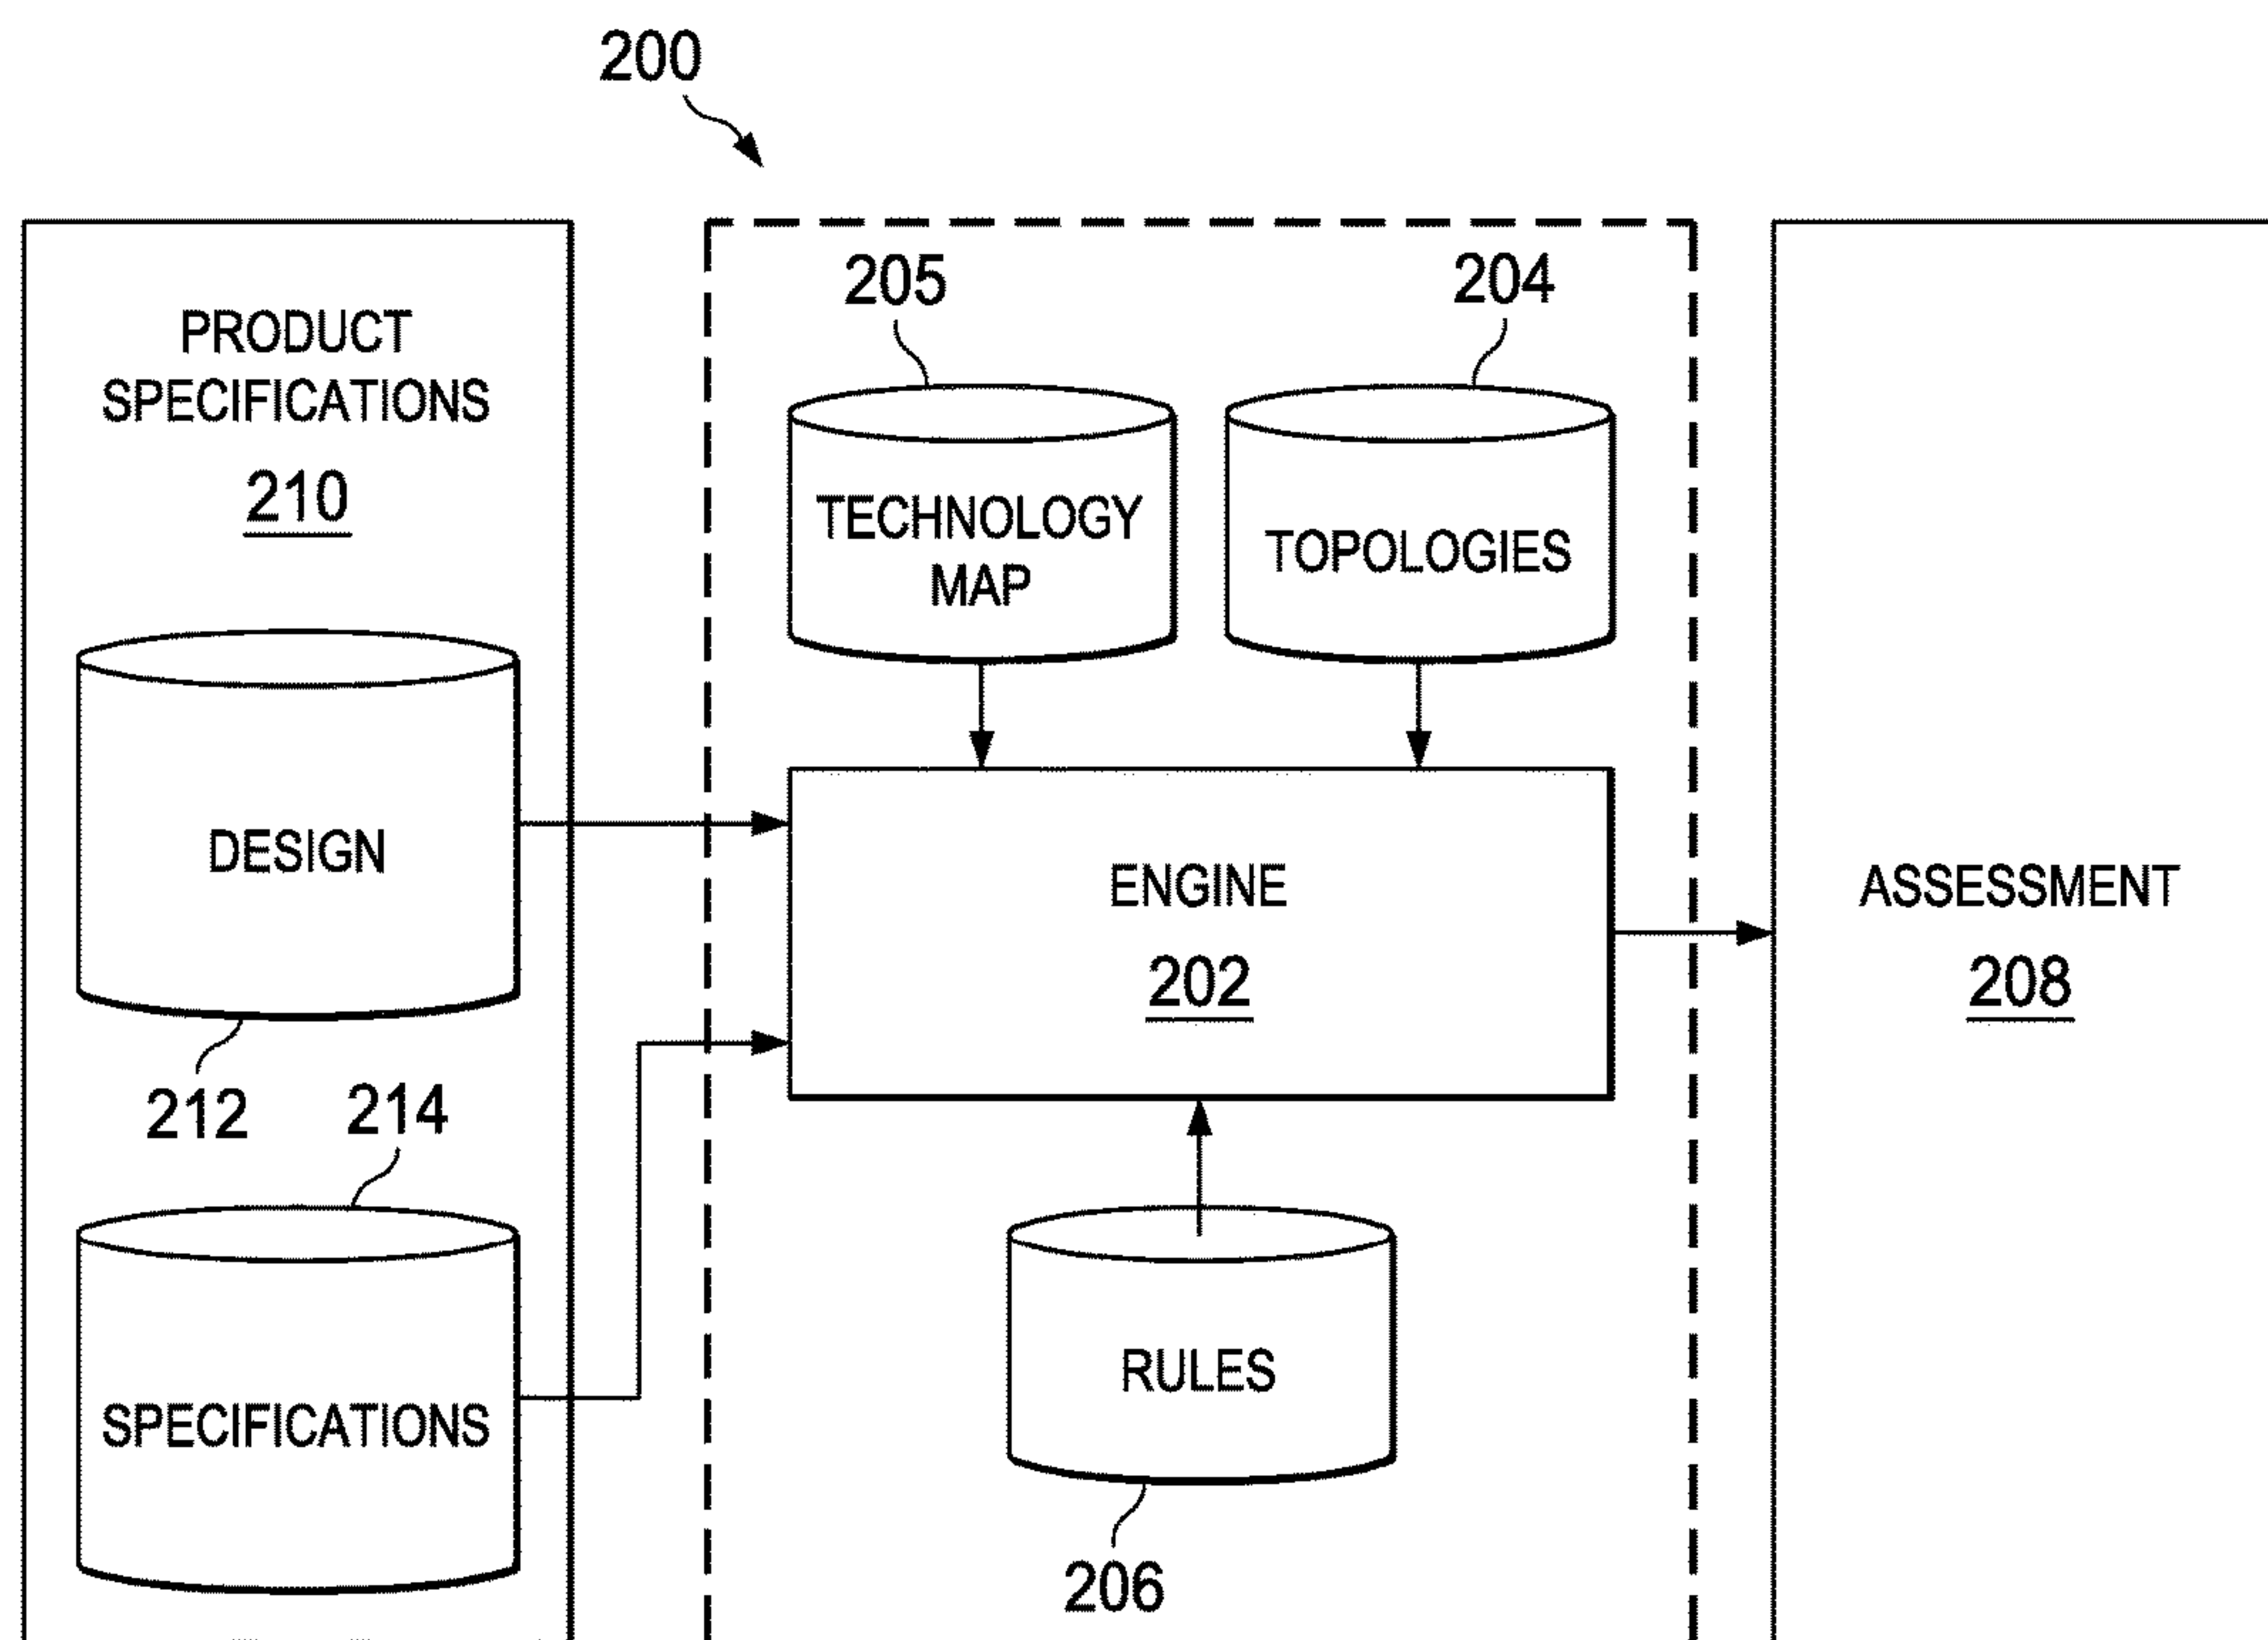 200
PRODUCT
SPECIFICATIONS
210
DESIGN
212
214
SPECIFICATIONS
205
204
TECHNOLOGY
MAP
TOPOLOGIES
ENGINE
202
RULES
206
ASSESSMENT
208